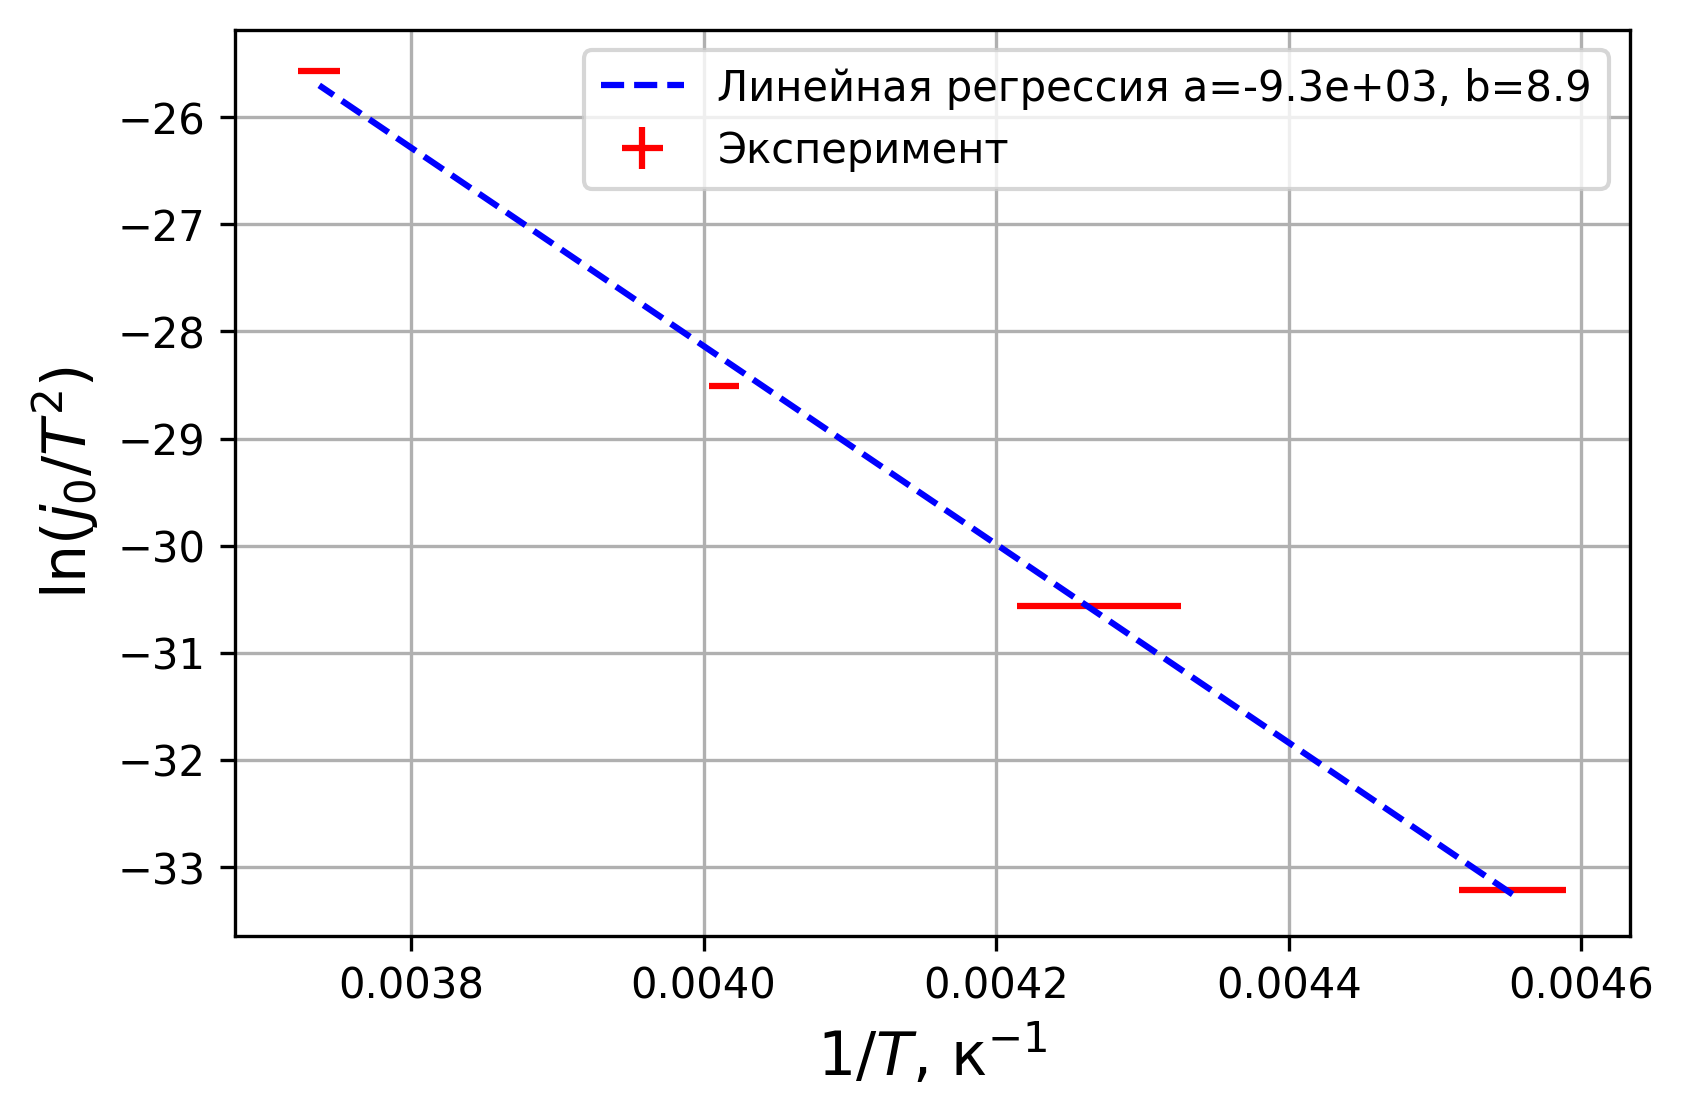 Линейная регрессия a=-9.3e+03, b=8.9
Эксперимент
−26
−27
−28
−29
−30
−31
−32
−33
ln(j₀/T²)
0.0038 0.0040 0.0042 0.0044 0.0046
1/T, к⁻¹